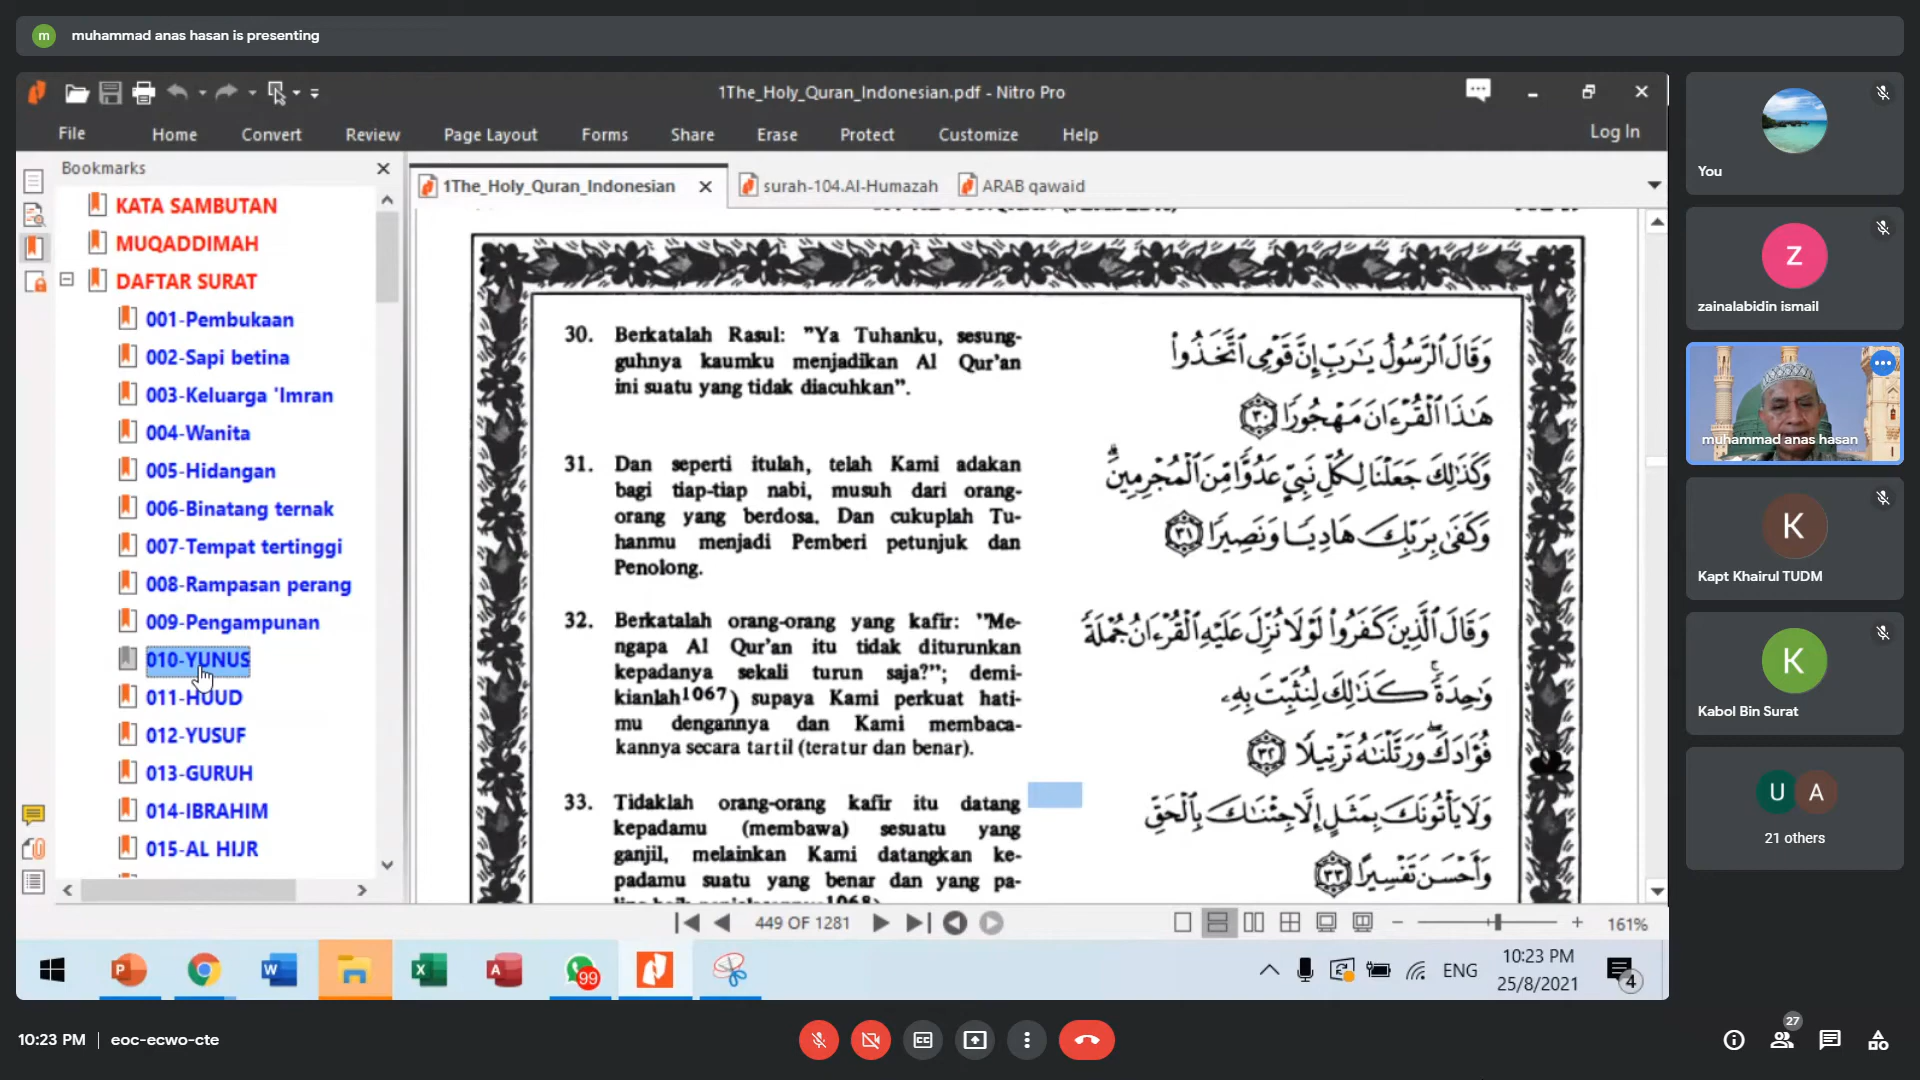 m muhammad anas hasan is presenting
1The_Holy_Quran_Indonesian.pdf - Nitro Pro
File Home Convert Review Page Layout Forms Share Erase Protect Customize Help Log In
Bookmarks
KATA SAMBUTAN
MUQADDIMAH
DAFTAR SURAT
001-Pembukaan
002-Sapi betina
003-Keluarga 'Imran
004-Wanita
005-Hidangan
006-Binatang ternak
007-Tempat tertinggi
008-Rampasan perang
009-Pengampunan
010-YUNUS
011-HUUD
012-YUSUF
013-GURUH
014-IBRAHIM
015-AL HIJR
1The_Holy_Quran_Indonesian surah-104.Al-Humazah ARAB qawaid
30. Berkatalah Rasul: "Ya Tuhanku, sesung-
guhnya kaumku menjadikan Al Qur'an
ini suatu yang tidak diacuhkan".
31. Dan seperti itulah, telah Kami adakan
bagi tiap-tiap nabi, musuh dari orang-
orang yang berdosa. Dan cukuplah Tu-
hanmu menjadi Pemberi petunjuk dan
Penolong.
32. Berkatalah orang-orang yang kafir: "Me-
ngapa Al Qur'an itu tidak diturunkan
kepadanya sekali turun saja?"; demi-
kianlah1067) supaya Kami perkuat hati-
mu dengannya dan Kami membaca-
kannya secara tartil (teratur dan benar).
33. Tidaklah orang-orang kafir itu datang
kepadamu (membawa) sesuatu yang
ganjil, melainkan Kami datangkan ke-
padamu suatu yang benar dan yang pa-
وَقَالَ ٱلرَّسُولُ يَـٰرَبِّ إِنَّ قَوْمِى ٱتَّخَذُوا۟
هَـٰذَا ٱلْقُرْءَانَ مَهْجُورًا ٣٠
وَكَذَٰلِكَ جَعَلْنَا لِكُلِّ نَبِىٍّ عَدُوًّا مِّنَ ٱلْمُجْرِمِينَ ۗ
وَكَفَىٰ بِرَبِّكَ هَادِيًا وَنَصِيرًا ٣١
وَقَالَ ٱلَّذِينَ كَفَرُوا۟ لَوْلَا نُزِّلَ عَلَيْهِ ٱلْقُرْءَانُ جُمْلَةً
وَٰحِدَةً ۚ كَذَٰلِكَ لِنُثَبِّتَ بِهِۦ
فُؤَادَكَ ۖ وَرَتَّلْنَـٰهُ تَرْتِيلًا ٣٢
وَلَا يَأْتُونَكَ بِمَثَلٍ إِلَّا جِئْنَـٰكَ بِٱلْحَقِّ
وَأَحْسَنَ تَفْسِيرًا ٣٣
449 OF 1281
161%
99
ENG
10:23 PM
25/8/2021
4
You
Z
zainalabidin ismail
muhammad anas hasan
K
Kapt Khairul TUDM
K
Kabol Bin Surat
U A
21 others
10:23 PM | eoc-ecwo-cte
27